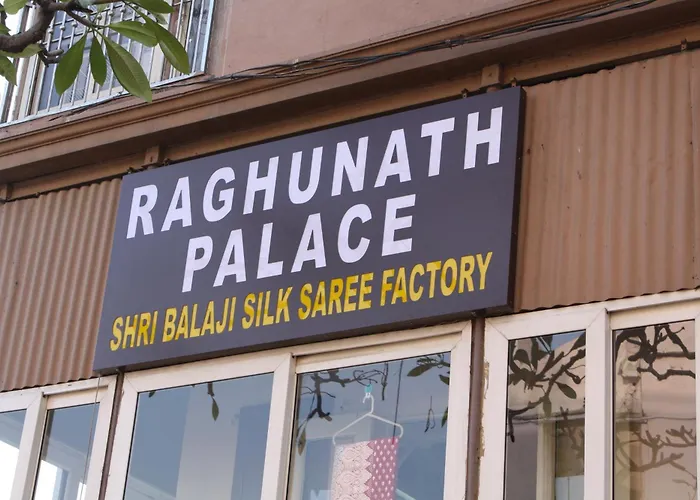 RAGHUNATH
PALACE
SHRI BALAJI SILK SAREE FACTORY